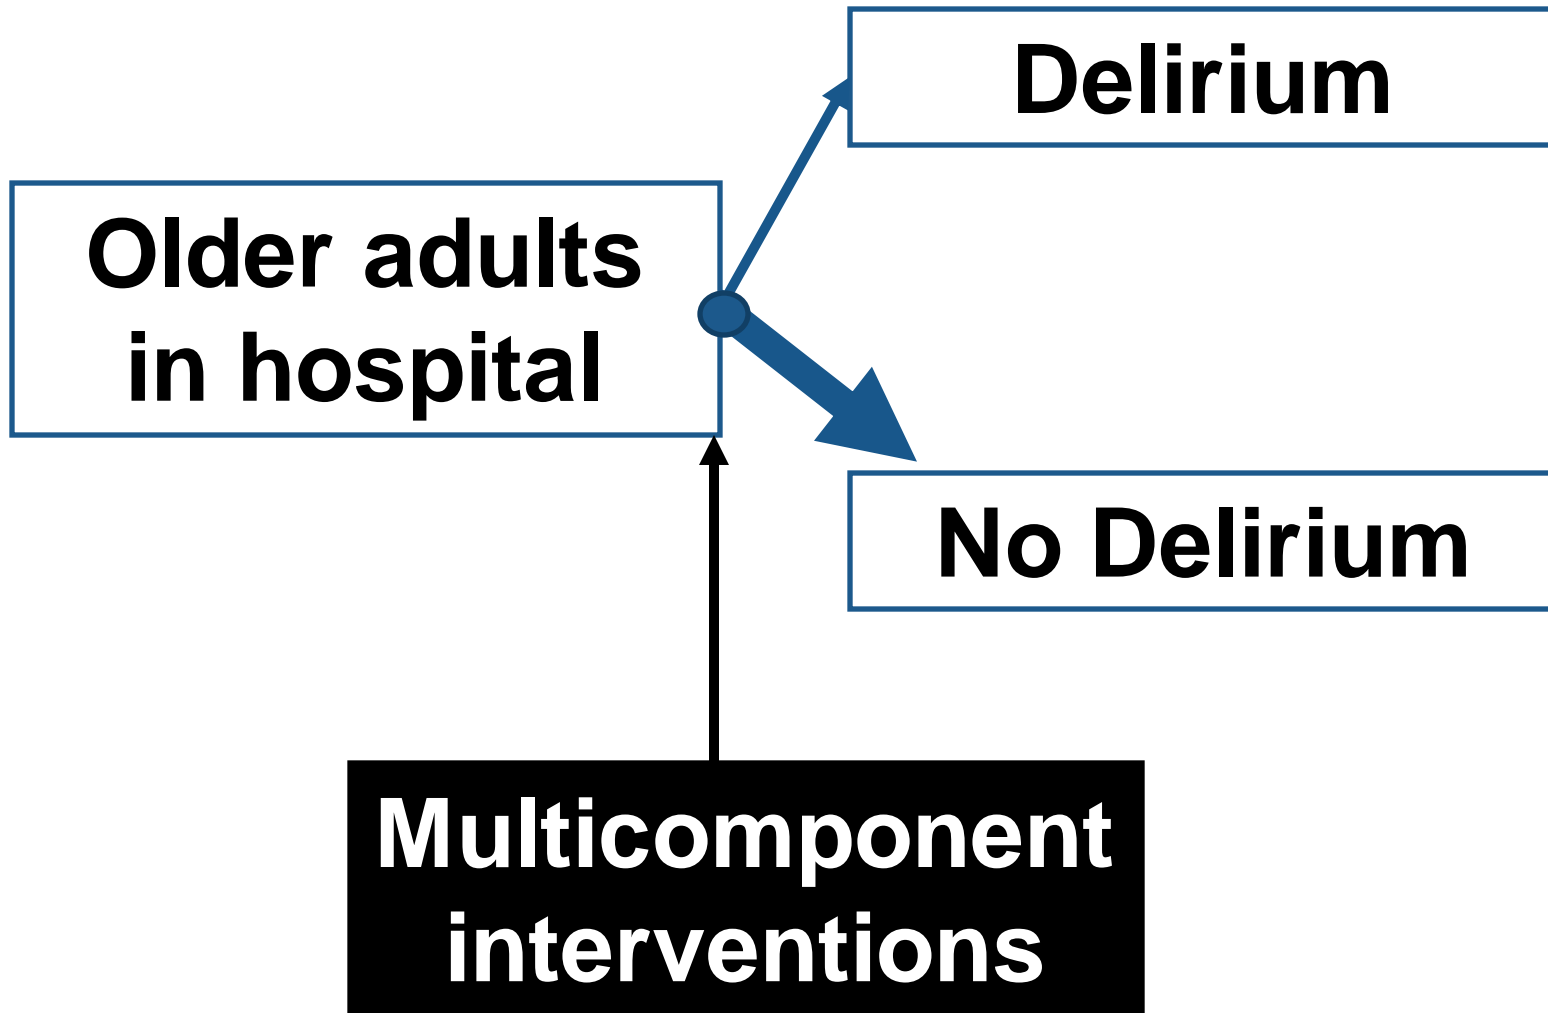 Delirium
Older adults
in hospital
No Delirium
Multicomponent
interventions